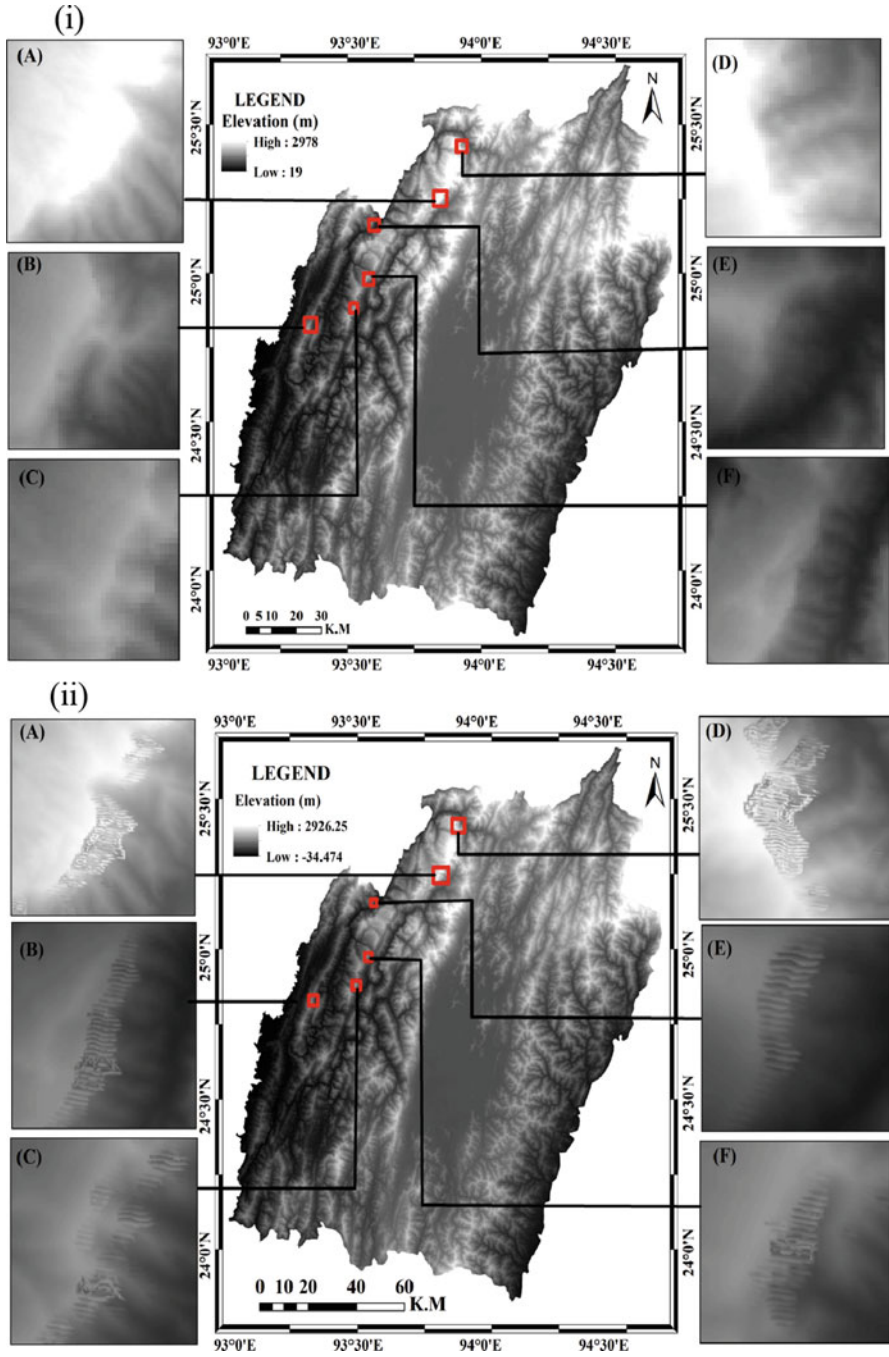 (i)
93°0'E 93°30'E 94°0'E 94°30'E
(A)
(B)
(C)
LEGEND
Elevation (m)
High : 2978
Low : 19
N
(D)
(E)
(F)
25°30'N
25°0'N
24°30'N
24°0'N
25°30'N
25°0'N
24°30'N
24°0'N
0 5 10 20 30
K.M
93°0'E 93°30'E 94°0'E 94°30'E
(ii)
93°0'E 93°30'E 94°0'E 94°30'E
(A)
(B)
(C)
LEGEND
Elevation (m)
High : 2926.25
Low : -34.474
N
(D)
(E)
(F)
25°30'N
25°0'N
24°30'N
24°0'N
25°30'N
25°0'N
24°30'N
24°0'N
0 10 20 40 60
K.M
93°0'E 93°30'E 94°0'E 94°30'E